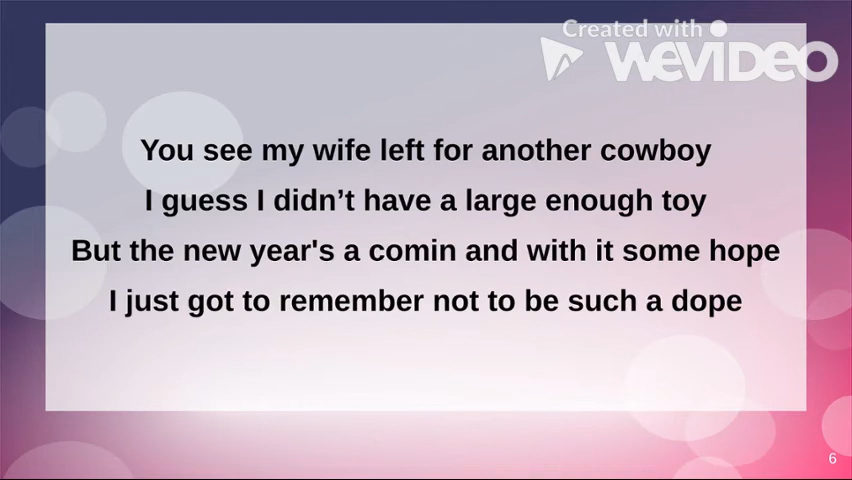 Created with
WEVIDEO
You see my wife left for another cowboy
I guess I didn’t have a large enough toy
But the new year's a comin and with it some hope
I just got to remember not to be such a dope
6